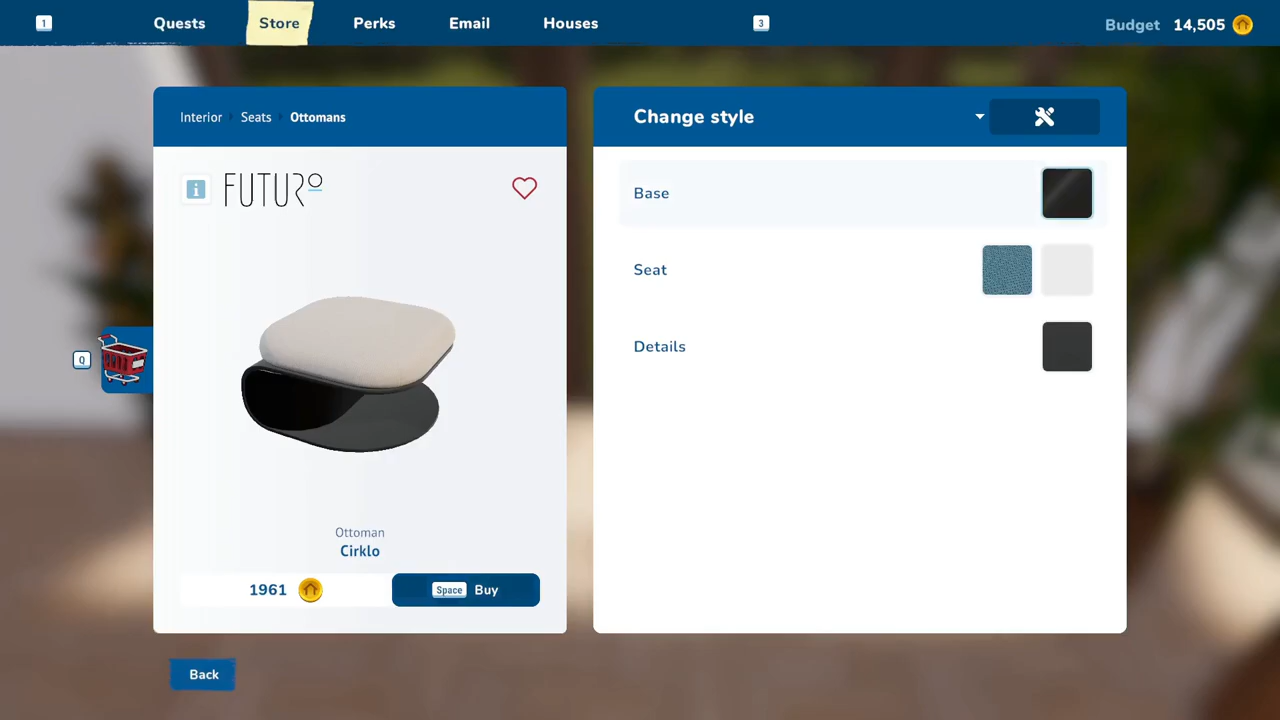 1
Quests
Store
Perks
Email
Houses
3
Budget 14,505
Interior Seats Ottomans
Change style
i
FUTURO
Base
Seat
Q
Details
Ottoman
Cirklo
1961
Space Buy
Back